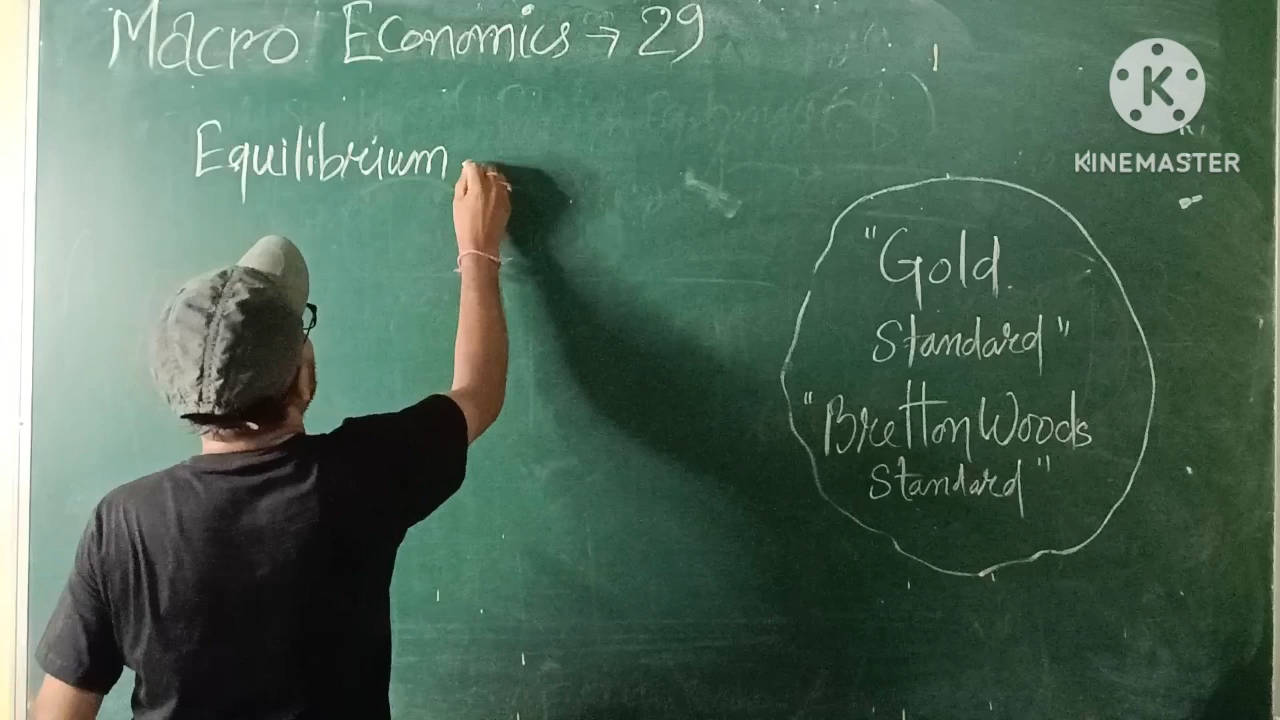 Macro Economics → 29
Equilibrium
"Gold
Standard"
"Bretton Woods
Standard"
K
KINEMASTER